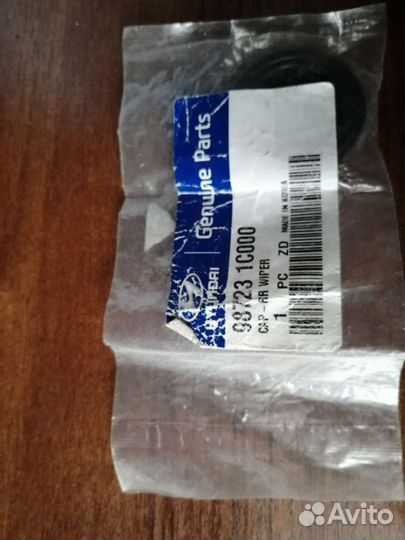 HYUNDAI | Genuine Parts
98723 1C000
CAP-RR WIPER
1 PC ZD MADE IN KOREA
Avito